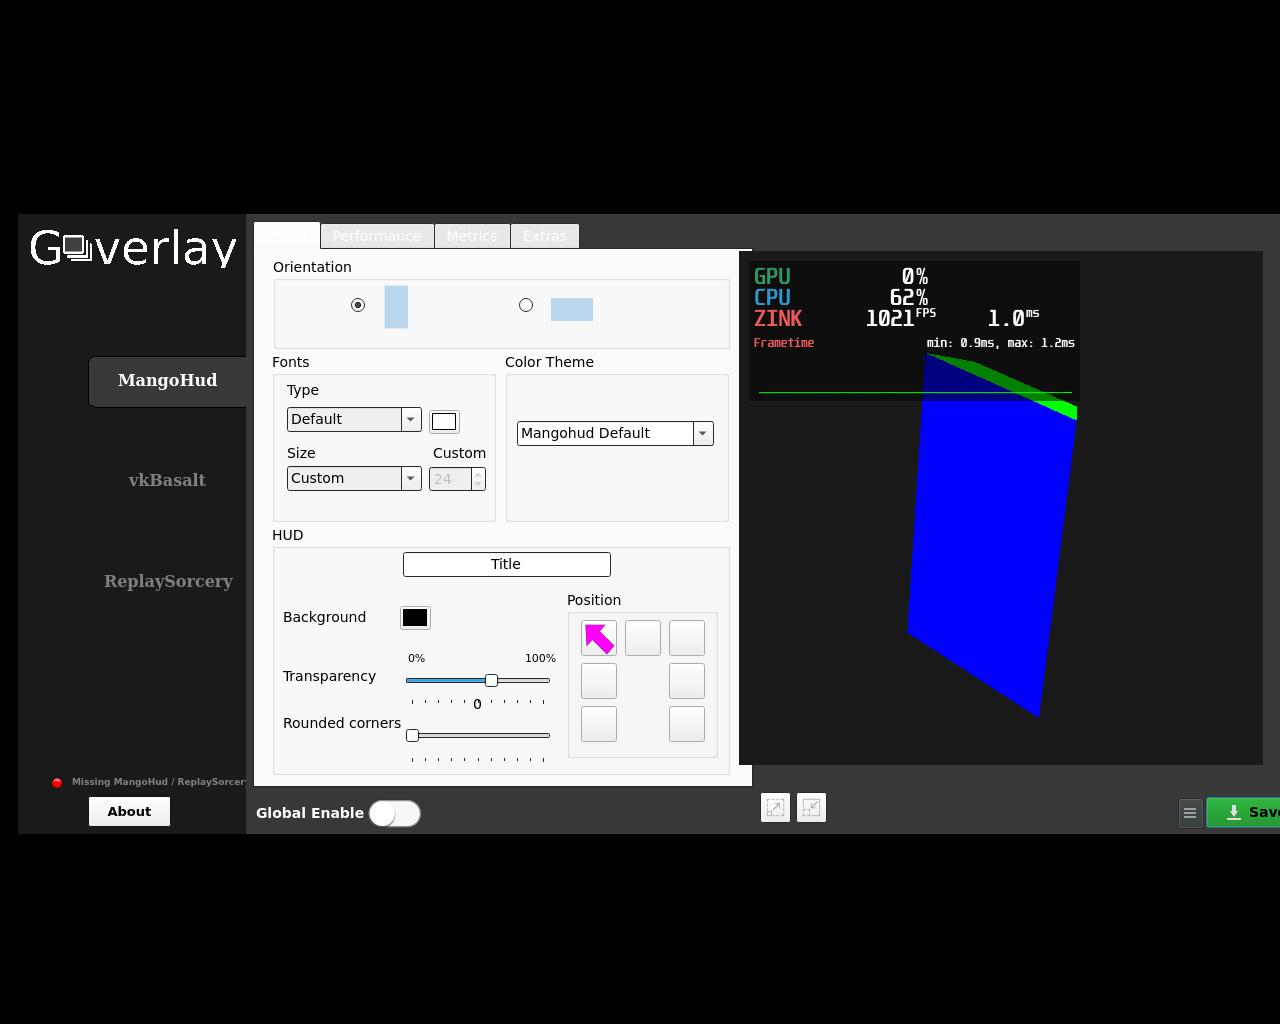 Goverlay
Performance
Metrics
Extras
Orientation
Fonts
Color Theme
Type
Default
Mangohud Default
Size
Custom
Custom
24
HUD
Title
Background
Position
0%
100%
Transparency
0
Rounded corners
MangoHud
vkBasalt
ReplaySorcery
Missing MangoHud / ReplaySorcery
About
Global Enable
GPU 0%
CPU 62%
ZINK 1021 FPS 1.0 ms
Frametime min: 0.9ms, max: 1.2ms
Save